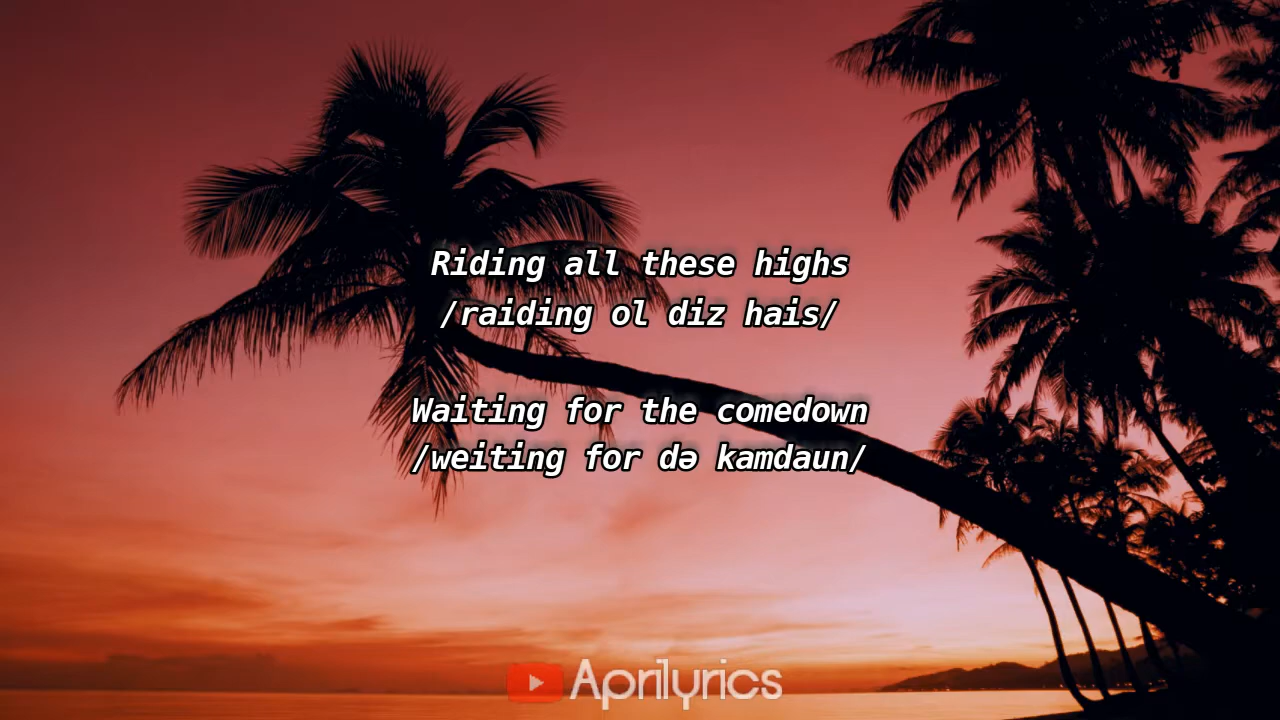 Riding all these highs
/raiding ol diz hais/
Waiting for the comedown
/weiting for də kamdaun/
Aprilyrics